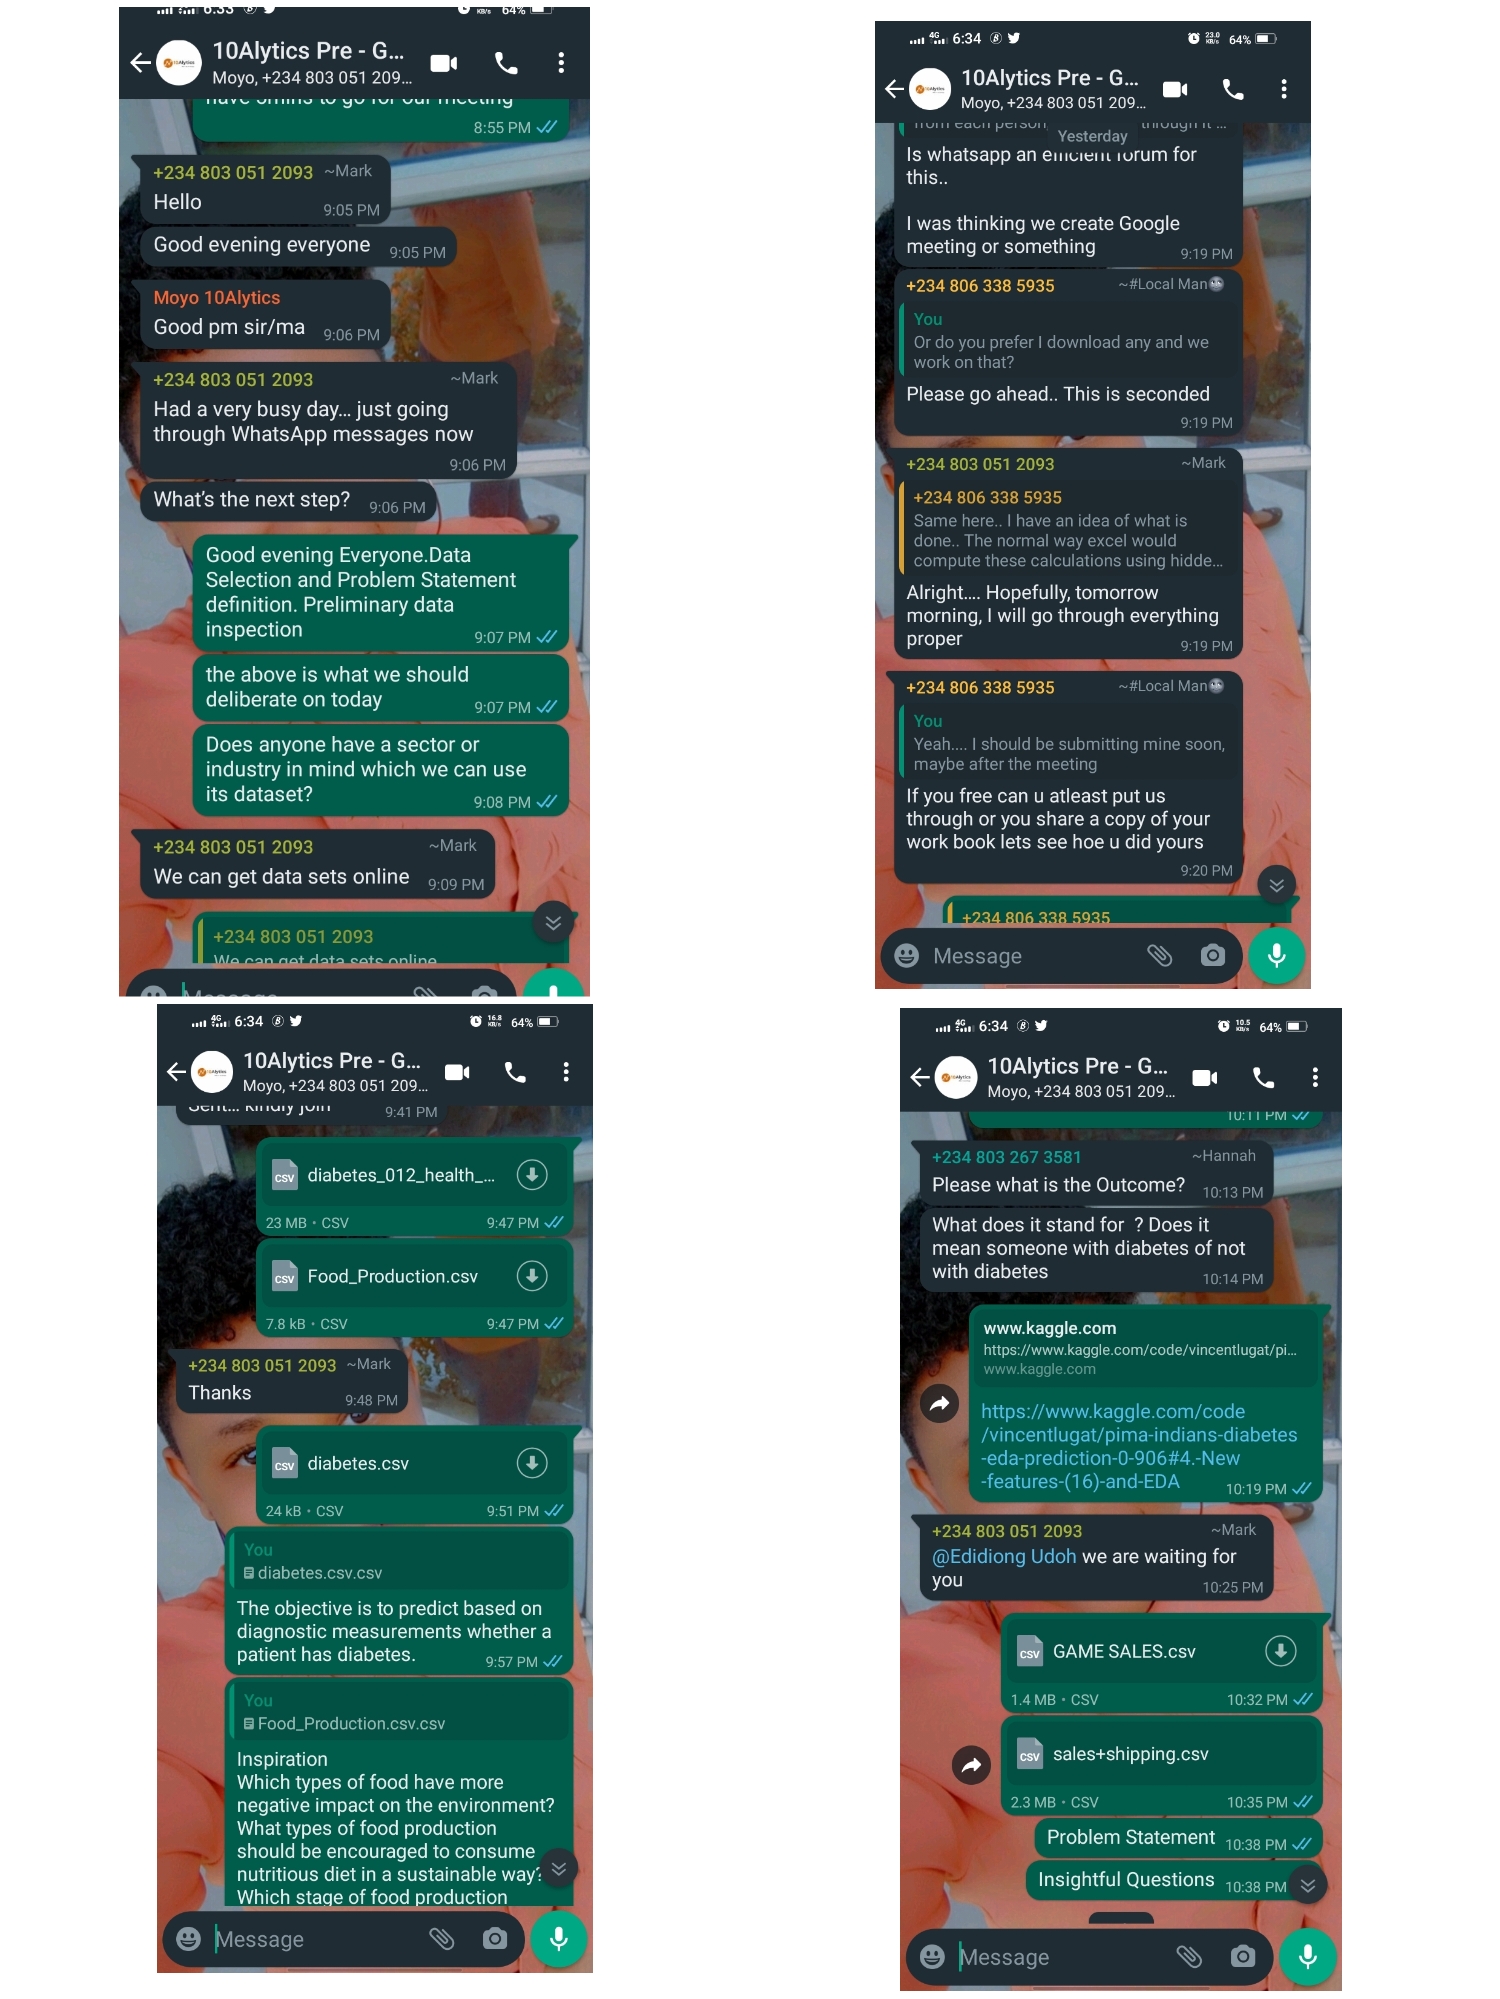 6:33
64%
10Alytics Pre - G...
Moyo, +234 803 051 209...
have 5mins to go for our meeting
8:55 PM
+234 803 051 2093 ~Mark
Hello
9:05 PM
Good evening everyone 9:05 PM
Moyo 10Alytics
Good pm sir/ma 9:06 PM
+234 803 051 2093 ~Mark
Had a very busy day... just going
through WhatsApp messages now
9:06 PM
What's the next step? 9:06 PM
Good evening Everyone.Data
Selection and Problem Statement
definition. Preliminary data
inspection 9:07 PM
the above is what we should
deliberate on today 9:07 PM
Does anyone have a sector or
industry in mind which we can use
its dataset? 9:08 PM
+234 803 051 2093 ~Mark
We can get data sets online 9:09 PM
+234 803 051 2093
We can get data sets online
Message
4G 6:34 23.0 KB/s 64%
10Alytics Pre - G...
Moyo, +234 803 051 209...
from each person through it ...
Yesterday
Is whatsapp an efficient forum for
this..
I was thinking we create Google
meeting or something 9:19 PM
+234 806 338 5935 ~#Local Man
You
Or do you prefer I download any and we
work on that?
Please go ahead.. This is seconded
9:19 PM
+234 803 051 2093 ~Mark
+234 806 338 5935
Same here.. I have an idea of what is
done.. The normal way excel would
compute these calculations using hidde...
Alright.... Hopefully, tomorrow
morning, I will go through everything
proper 9:19 PM
+234 806 338 5935 ~#Local Man
You
Yeah.... I should be submitting mine soon,
maybe after the meeting
If you free can u atleast put us
through or you share a copy of your
work book lets see hoe u did yours
9:20 PM
+234 806 338 5935
Message
4G 6:34 16.8 KB/s 64%
10Alytics Pre - G...
Moyo, +234 803 051 209...
Sent... kindly join 9:41 PM
CSV diabetes_012_health_...
23 MB • CSV 9:47 PM
CSV Food_Production.csv
7.8 kB • CSV 9:47 PM
+234 803 051 2093 ~Mark
Thanks 9:48 PM
CSV diabetes.csv
24 kB • CSV 9:51 PM
You
diabetes.csv.csv
The objective is to predict based on
diagnostic measurements whether a
patient has diabetes. 9:57 PM
You
Food_Production.csv.csv
Inspiration
Which types of food have more
negative impact on the environment?
What types of food production
should be encouraged to consume
nutritious diet in a sustainable way?
Which stage of food production
Message
4G 6:34 10.5 KB/s 64%
10Alytics Pre - G...
Moyo, +234 803 051 209...
10:11 PM
+234 803 267 3581 ~Hannah
Please what is the Outcome? 10:13 PM
What does it stand for ? Does it
mean someone with diabetes of not
with diabetes 10:14 PM
www.kaggle.com
https://www.kaggle.com/code/vincentlugat/pi...
www.kaggle.com
https://www.kaggle.com/code
/vincentlugat/pima-indians-diabetes
-eda-prediction-0-906#4.-New
-features-(16)-and-EDA 10:19 PM
+234 803 051 2093 ~Mark
@Edidiong Udoh we are waiting for
you 10:25 PM
CSV GAME SALES.csv
1.4 MB • CSV 10:32 PM
CSV sales+shipping.csv
2.3 MB • CSV 10:35 PM
Problem Statement 10:38 PM
Insightful Questions 10:38 PM
Message